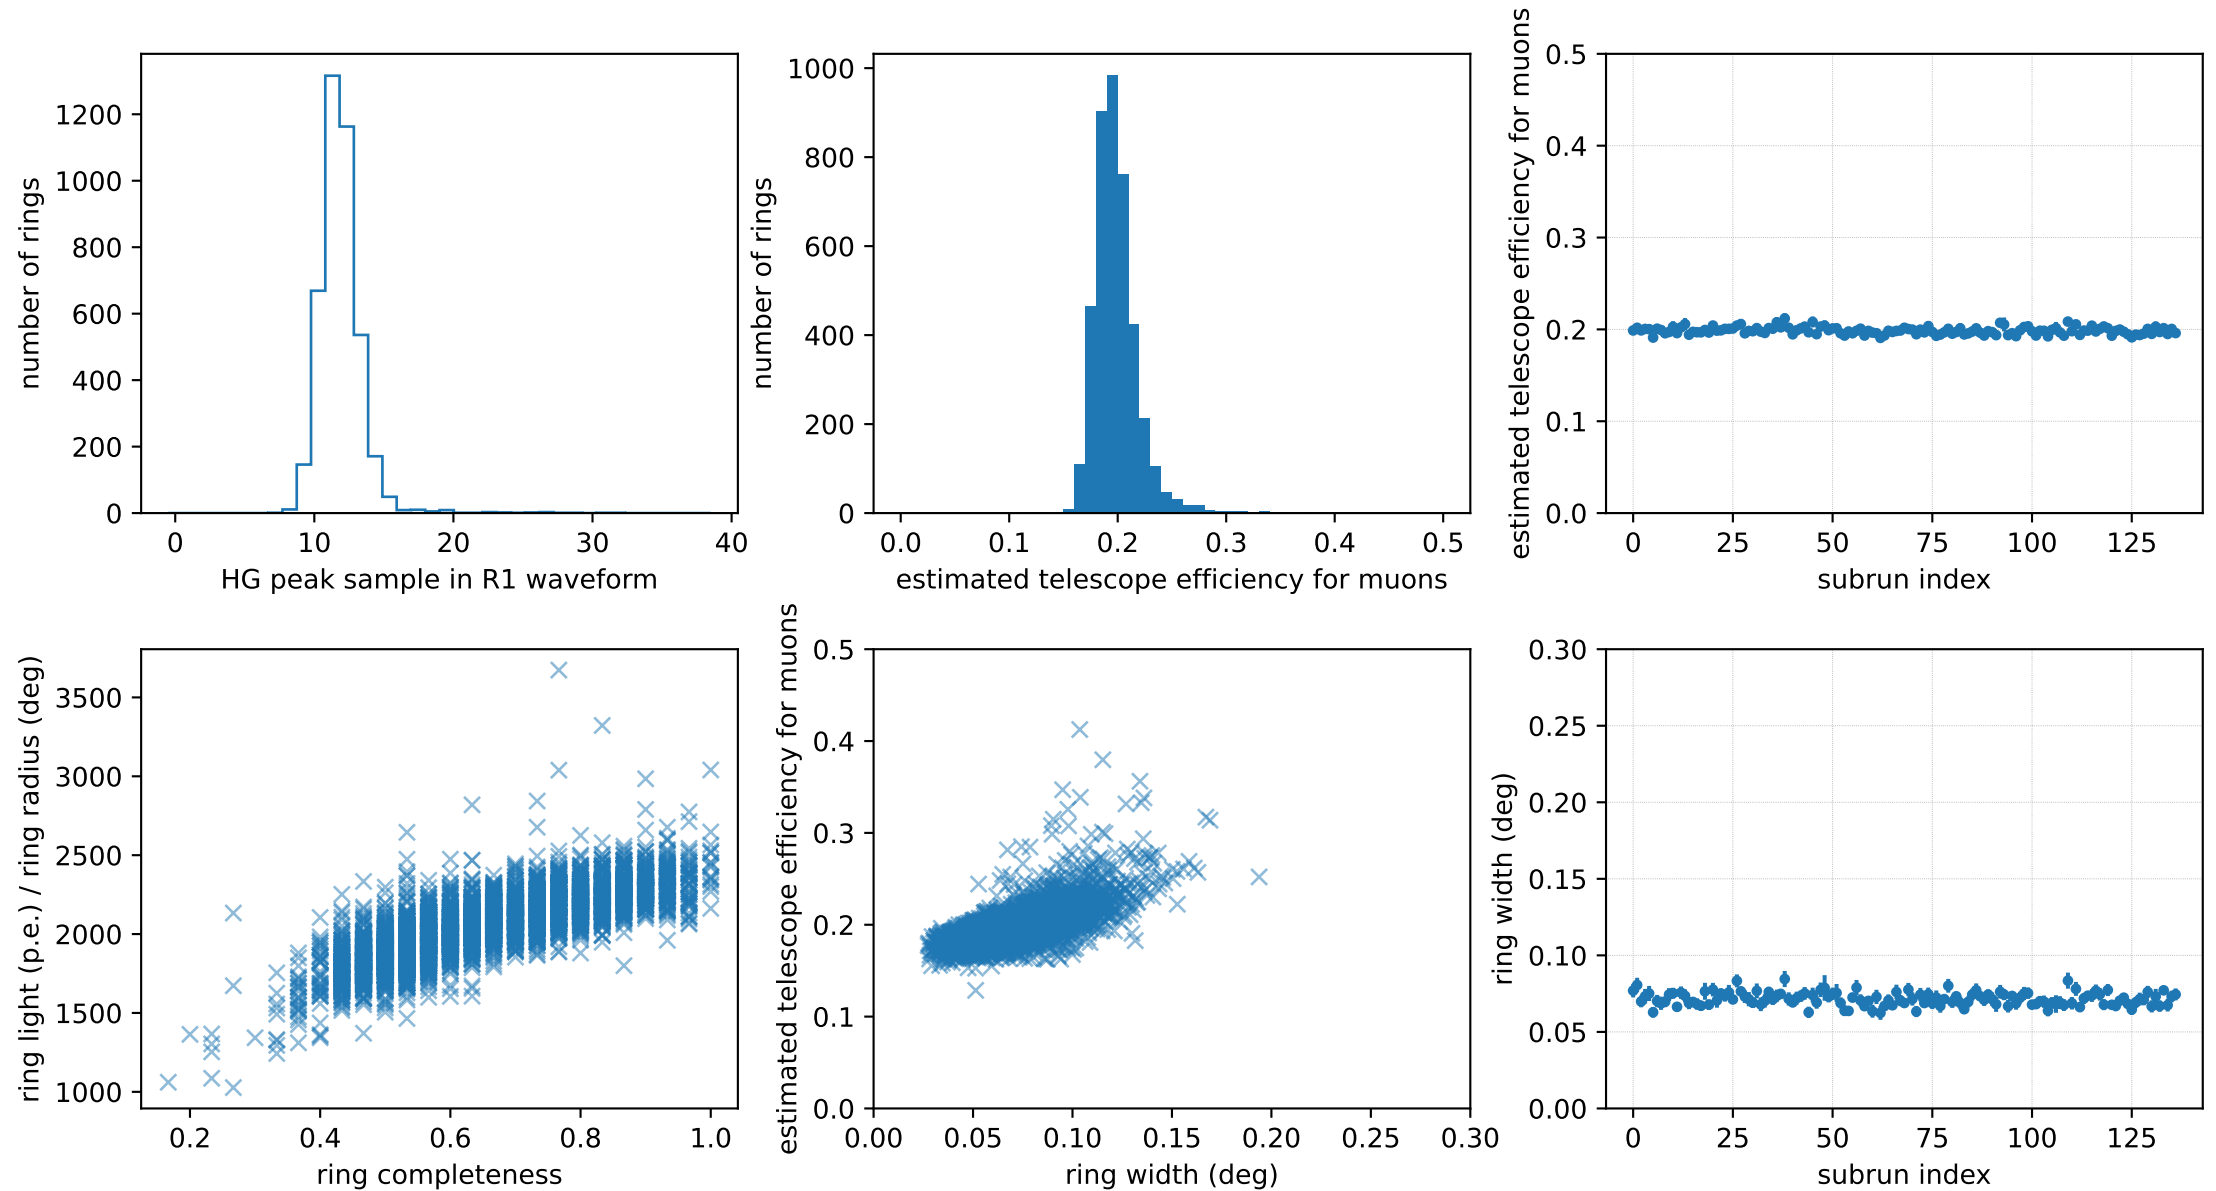 number of rings
1200
1000
800
600
400
200
0
0 10 20 30 40
HG peak sample in R1 waveform
number of rings
1000
800
600
400
200
0
0.0 0.1 0.2 0.3 0.4 0.5
estimated telescope efficiency for muons
estimated telescope efficiency for muons
0.5
0.4
0.3
0.2
0.1
0.0
0 25 50 75 100 125
subrun index
ring light (p.e.) / ring radius (deg)
3500
3000
2500
2000
1500
1000
0.2 0.4 0.6 0.8 1.0
ring completeness
estimated telescope efficiency for muons
0.5
0.4
0.3
0.2
0.1
0.0
0.00 0.05 0.10 0.15 0.20 0.25 0.30
ring width (deg)
ring width (deg)
0.30
0.25
0.20
0.15
0.10
0.05
0.00
0 25 50 75 100 125
subrun index